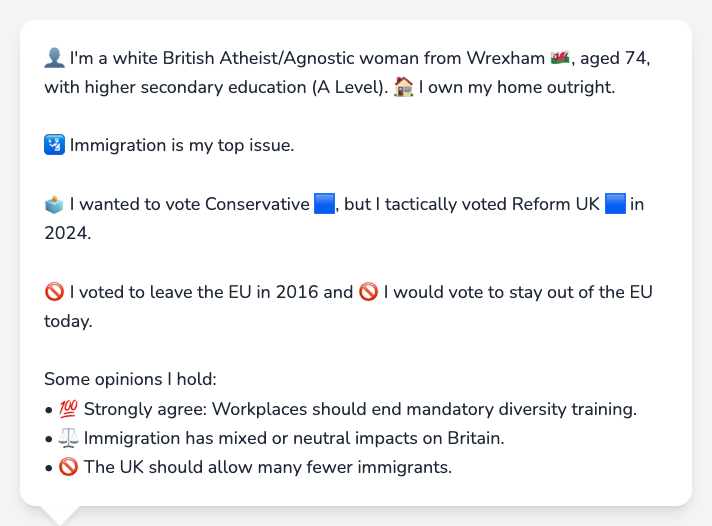 👤 I'm a white British Atheist/Agnostic woman from Wrexham 🏴󠁧󠁢󠁷󠁬󠁳󠁿, aged 74,
with higher secondary education (A Level). 🏠 I own my home outright.
🛂 Immigration is my top issue.
🗳️ I wanted to vote Conservative 🟦, but I tactically voted Reform UK 🟦 in
2024.
🚫 I voted to leave the EU in 2016 and 🚫 I would vote to stay out of the EU
today.
Some opinions I hold:
• 💯 Strongly agree: Workplaces should end mandatory diversity training.
• ⚖️ Immigration has mixed or neutral impacts on Britain.
• 🚫 The UK should allow many fewer immigrants.